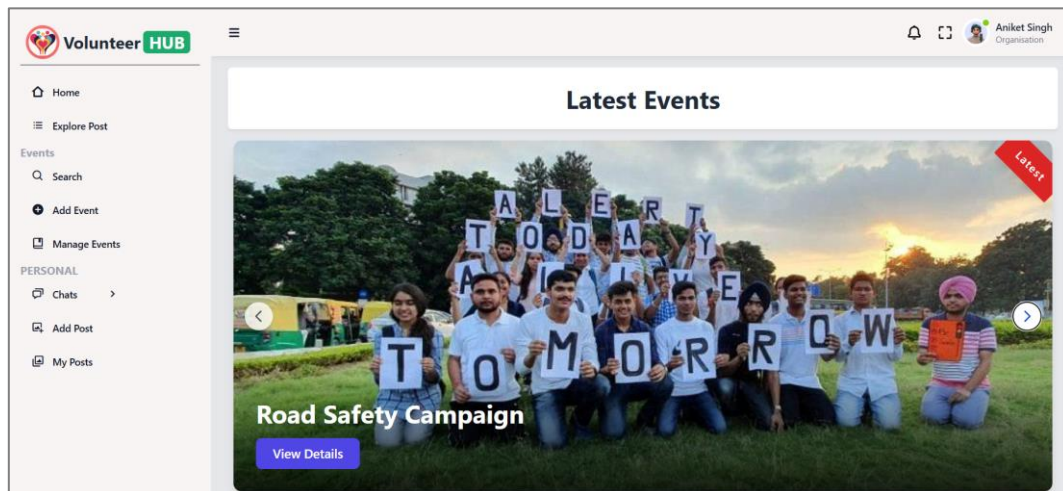 Volunteer HUB
Home
Explore Post
Events
Search
Add Event
Manage Events
PERSONAL
Chats
Add Post
My Posts
Aniket Singh
Organisation
Latest Events
Latest
ALERT
TODAY
ALIVE
TOMORROW
Road Safety Campaign
View Details